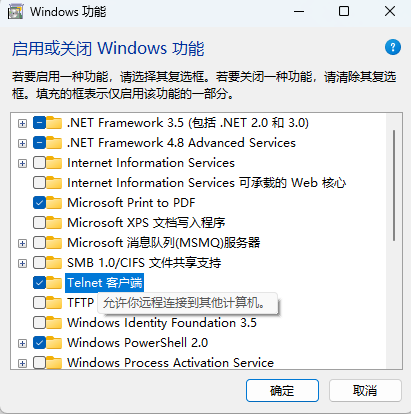 Windows 功能
启用或关闭 Windows 功能
若要启用一种功能，请选择其复选框。若要关闭一种功能，请清除其复选
框。填充的框表示仅启用该功能的一部分。
.NET Framework 3.5 (包括 .NET 2.0 和 3.0)
.NET Framework 4.8 Advanced Services
Internet Information Services
Internet Information Services 可承载的 Web 核心
Microsoft Print to PDF
Microsoft XPS 文档写入程序
Microsoft 消息队列(MSMQ)服务器
SMB 1.0/CIFS 文件共享支持
Telnet 客户端
TFTP 允许你远程连接到其他计算机。
Windows Identity Foundation 3.5
Windows PowerShell 2.0
Windows Process Activation Service
确定 取消